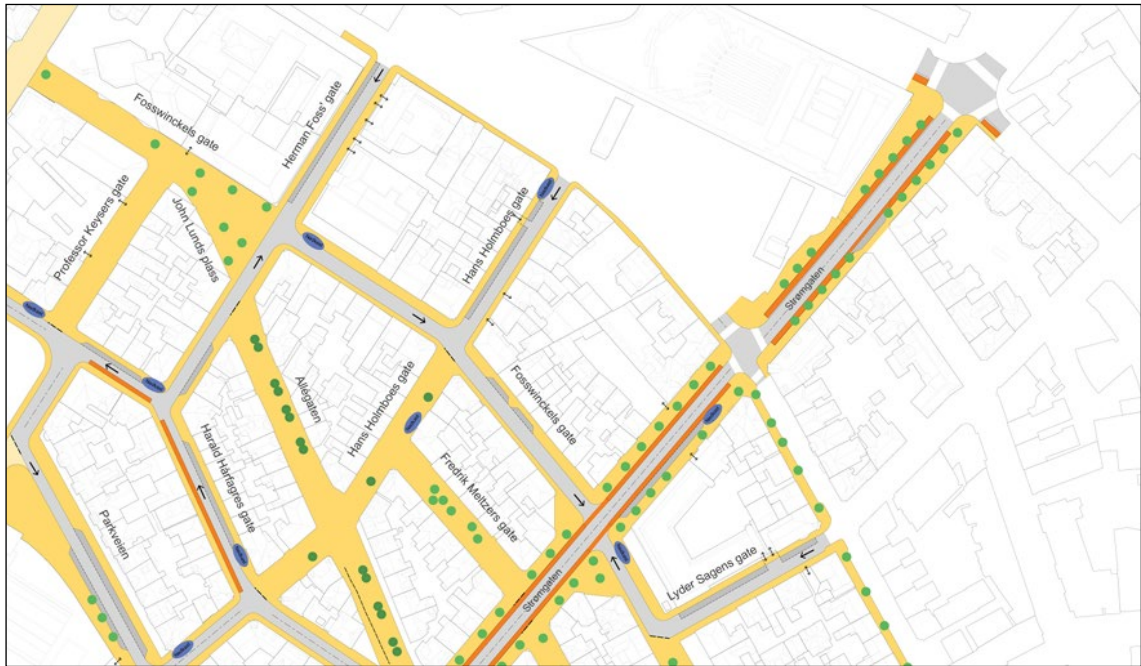 Fosswinckels gate
Herman Foss' gate
Professor Keysers gate
John Lunds plass
Hans Holmboes gate
Strømgaten
Allégaten
Hans Holmboes gate
Fosswinckels gate
Harald Hårfagres gate
Fredrik Meltzers gate
Parkveien
Lyder Sagens gate
Strømgaten